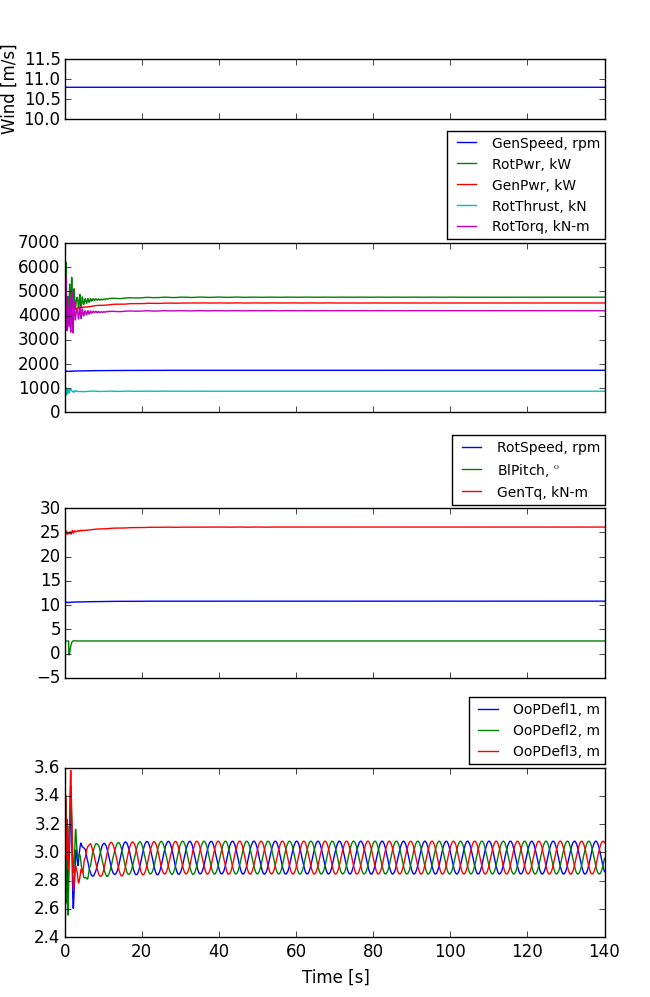 Wind [m/s]
11.5
11.0
10.5
10.0
GenSpeed, rpm
RotPwr, kW
GenPwr, kW
RotThrust, kN
RotTorq, kN-m
7000
6000
5000
4000
3000
2000
1000
0
RotSpeed, rpm
BlPitch, °
GenTq, kN-m
30
25
20
15
10
5
0
−5
OoPDefl1, m
OoPDefl2, m
OoPDefl3, m
3.6
3.4
3.2
3.0
2.8
2.6
2.4
0 20 40 60 80 100 120 140
Time [s]